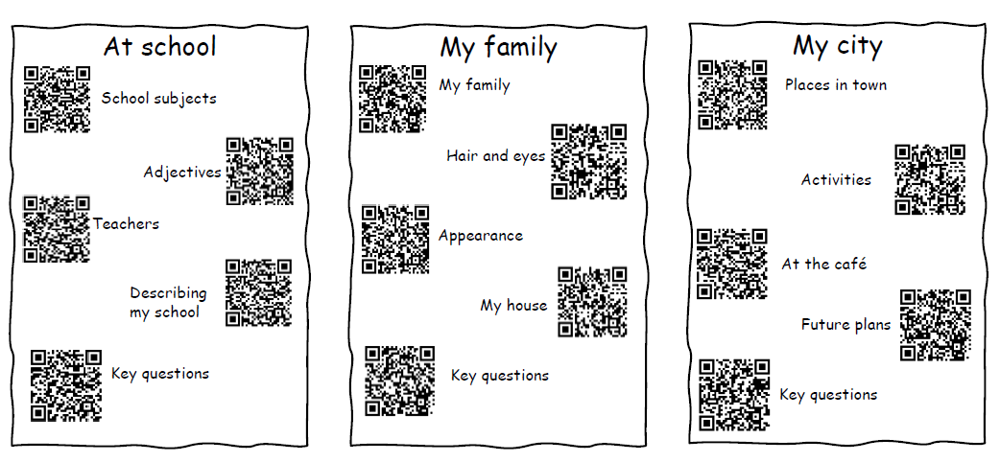 At school
School subjects
Adjectives
Teachers
Describing
my school
Key questions
My family
My family
Hair and eyes
Appearance
My house
Key questions
My city
Places in town
Activities
At the café
Future plans
Key questions